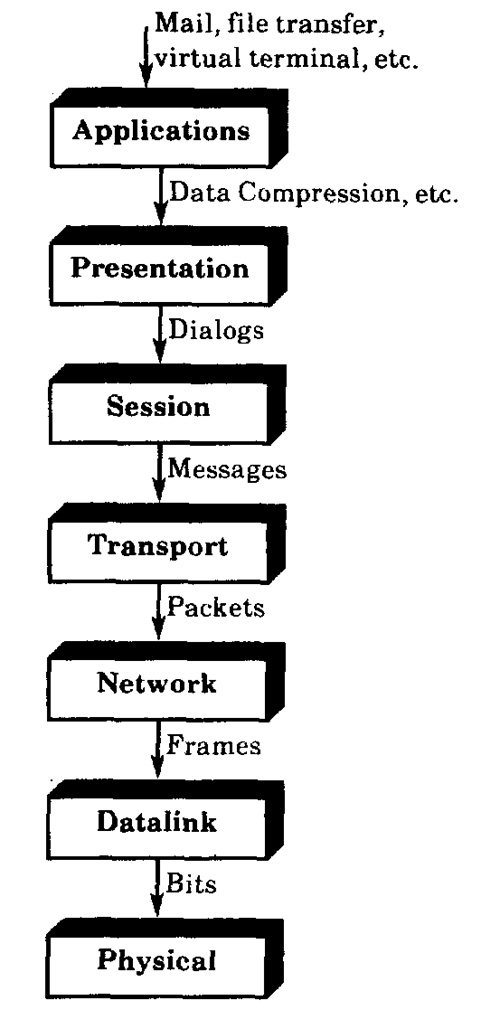 Mail, file transfer,
virtual terminal, etc.
Applications
Data Compression, etc.
Presentation
Dialogs
Session
Messages
Transport
Packets
Network
Frames
Datalink
Bits
Physical